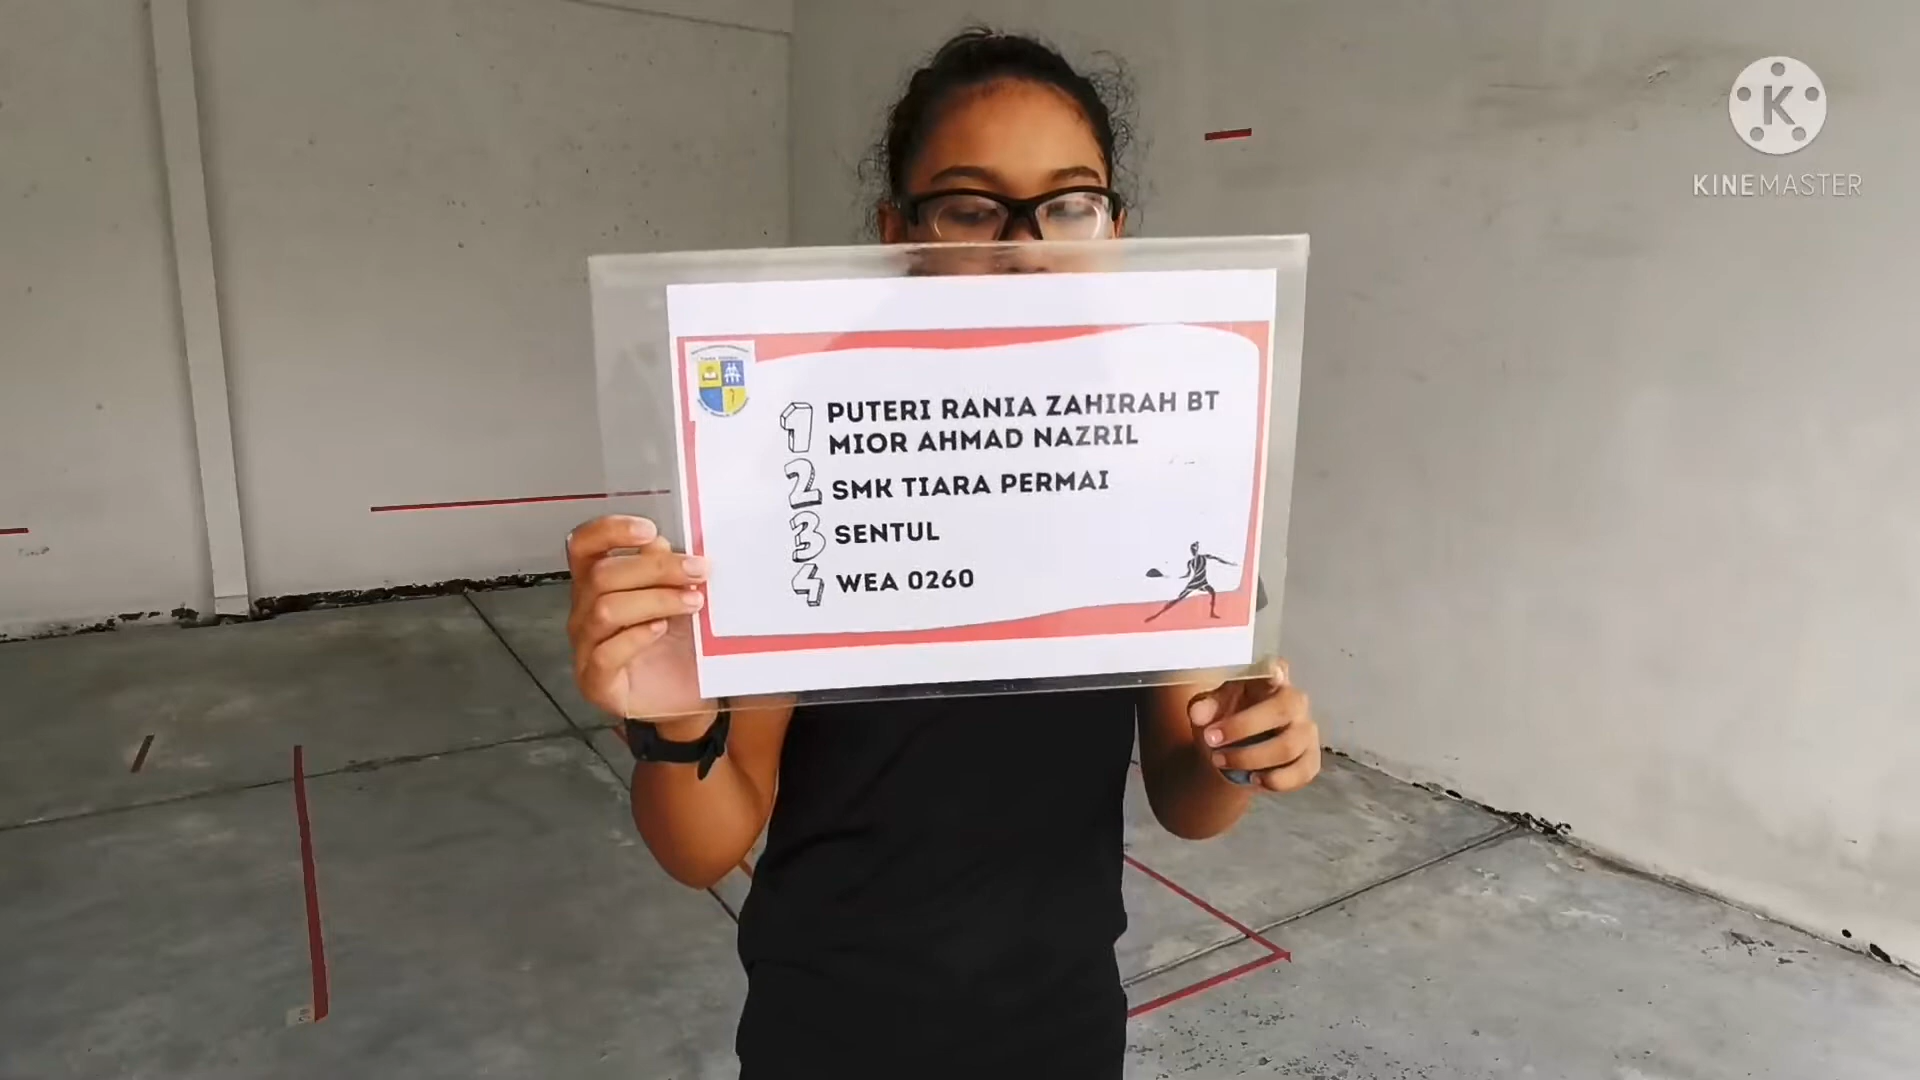 K
KINEMASTER
1 PUTERI RANIA ZAHIRAH BT
MIOR AHMAD NAZRIL
2 SMK TIARA PERMAI
3 SENTUL
4 WEA 0260